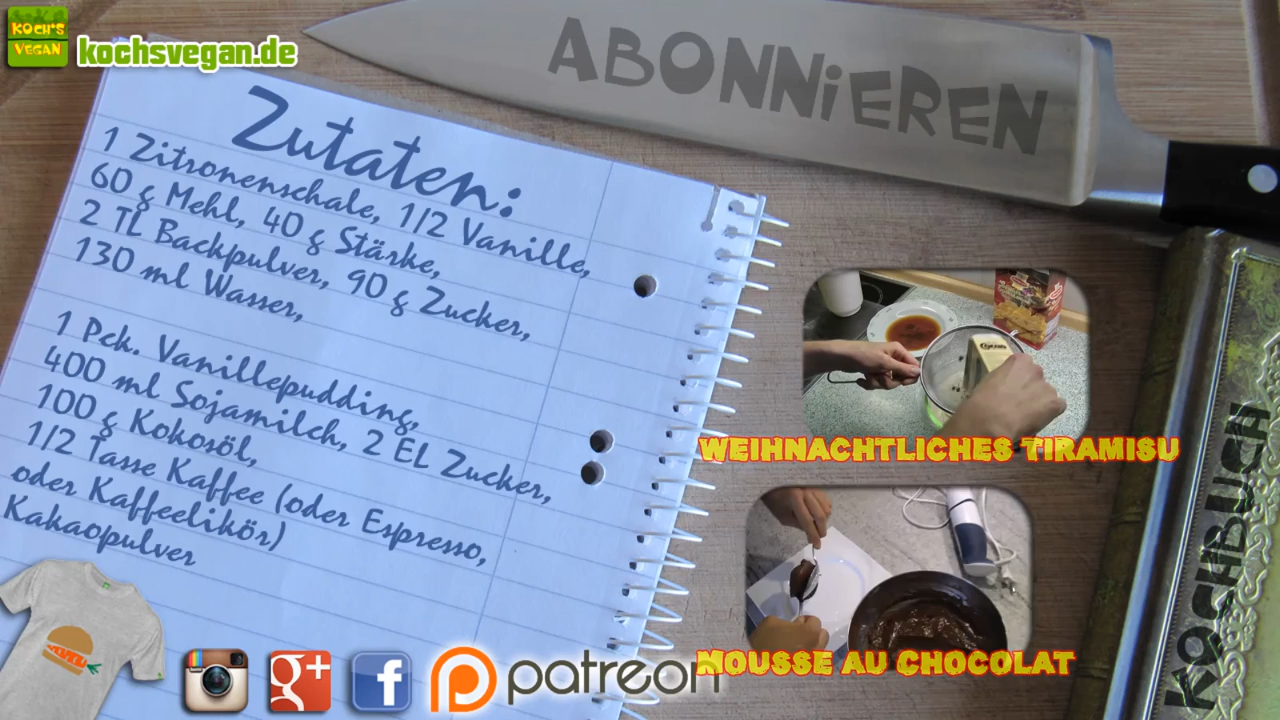 KOCH'S
VEGAN
kochsvegan.de
ABONNiEREN
Zutaten:
1 Zitronenschale, 1/2 Vanille,
60 g Mehl, 40 g Stärke,
2 TL Backpulver, 90 g Zucker,
130 ml Wasser,
1 Pck. Vanillepudding,
400 ml Sojamilch, 2 EL Zucker,
100 g Kokosöl,
1/2 Tasse Kaffee (oder Espresso,
oder Kaffeelikör)
Kakaopulver
WEIHNACHTLICHES TIRAMISU
MOUSSE AU CHOCOLAT
KOCHBUCH
g+
f
patreon